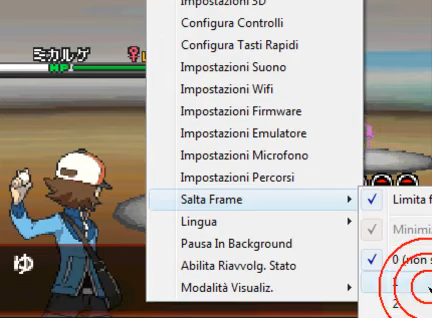 Impostazioni 3D
Configura Controlli
Configura Tasti Rapidi
Impostazioni Suono
Impostazioni Wifi
Impostazioni Firmware
Impostazioni Emulatore
Impostazioni Microfono
Impostazioni Percorsi
Salta Frame
Lingua
Pausa In Background
Abilita Riavvolg. Stato
Modalità Visualiz.
Limita f
Minimi
0 (non s
1
2
ミカルゲ ♀
HP
ゆ